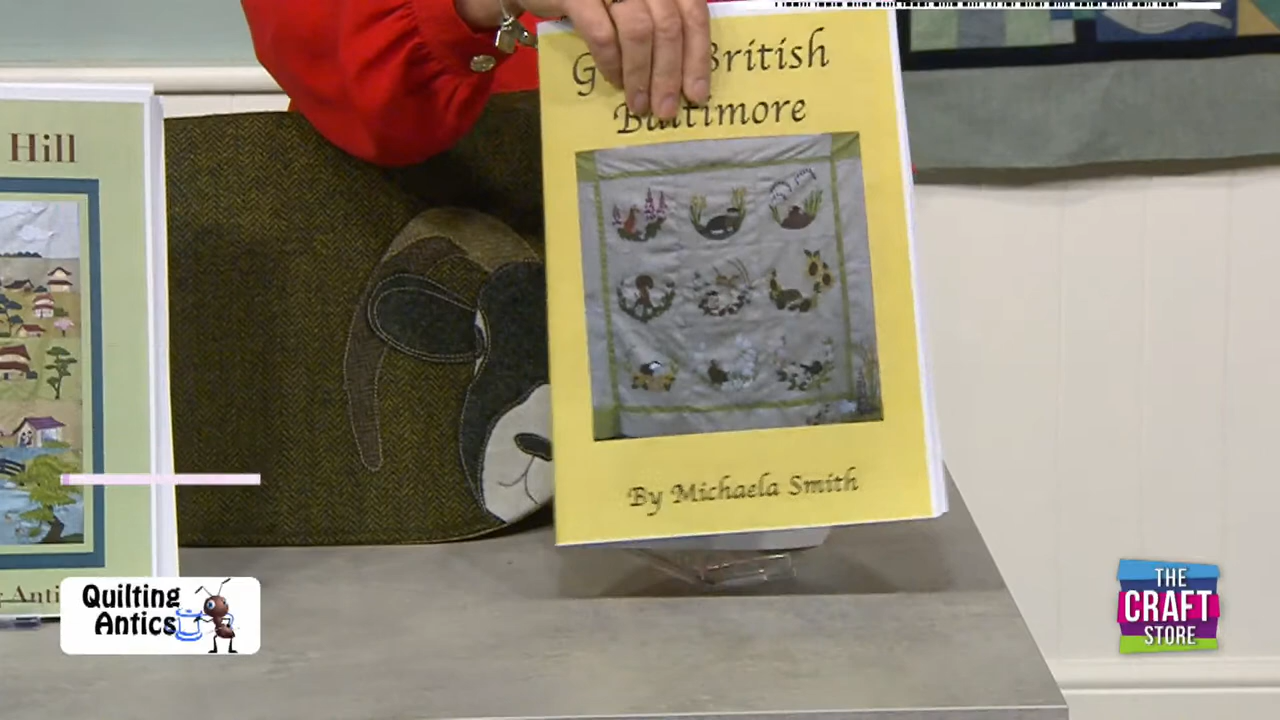 Hill
British
Baltimore
By Michaela Smith
Quilting
Antics
THE
CRAFT
STORE